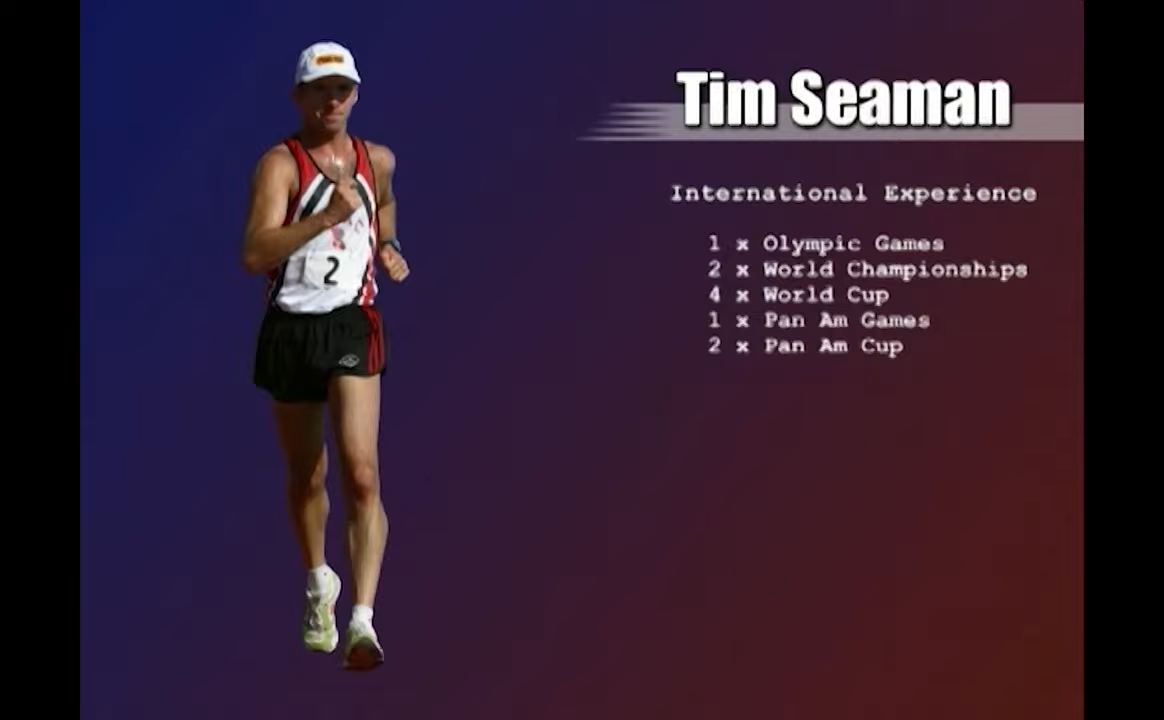 Tim Seaman
International Experience
1 x Olympic Games
2 x World Championships
4 x World Cup
1 x Pan Am Games
2 x Pan Am Cup
2